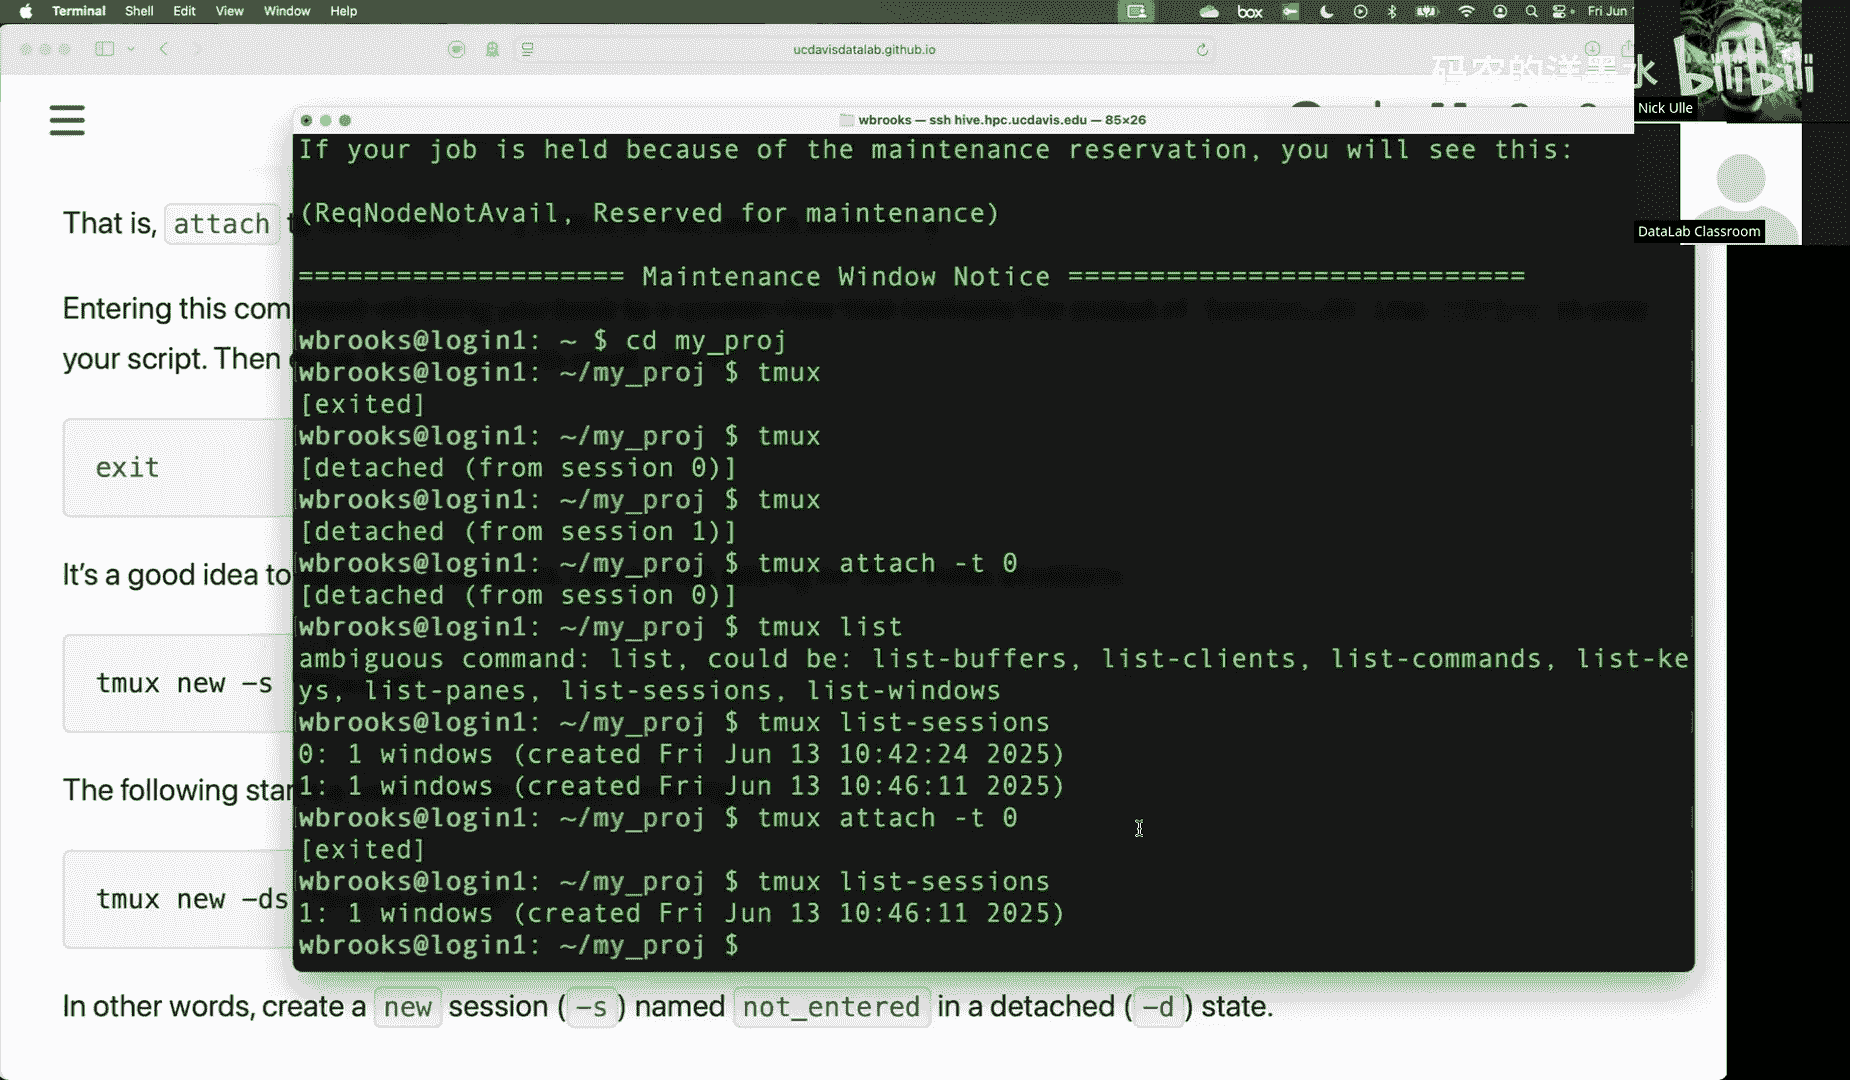 Terminal Shell Edit View Window Help
box
Fri Jun
ucdavisdatalab.github.io
码农的洋墨水
bilibili
Nick Ulle
DataLab Classroom
wbrooks — ssh hive.hpc.ucdavis.edu — 85×26
If your job is held because of the maintenance reservation, you will see this:
(ReqNodeNotAvail, Reserved for maintenance)
==================== Maintenance Window Notice ============================
wbrooks@login1: ~ $ cd my_proj
wbrooks@login1: ~/my_proj $ tmux
[exited]
wbrooks@login1: ~/my_proj $ tmux
[detached (from session 0)]
wbrooks@login1: ~/my_proj $ tmux
[detached (from session 1)]
wbrooks@login1: ~/my_proj $ tmux attach -t 0
[detached (from session 0)]
wbrooks@login1: ~/my_proj $ tmux list
ambiguous command: list, could be: list-buffers, list-clients, list-commands, list-ke
ys, list-panes, list-sessions, list-windows
wbrooks@login1: ~/my_proj $ tmux list-sessions
0: 1 windows (created Fri Jun 13 10:42:24 2025)
1: 1 windows (created Fri Jun 13 10:46:11 2025)
wbrooks@login1: ~/my_proj $ tmux attach -t 0
[exited]
wbrooks@login1: ~/my_proj $ tmux list-sessions
1: 1 windows (created Fri Jun 13 10:46:11 2025)
wbrooks@login1: ~/my_proj $
That is, attach
Entering this com
your script. Then
exit
It's a good idea to
tmux new -s
The following star
tmux new -ds
In other words, create a new session (-s) named not_entered in a detached (-d) state.